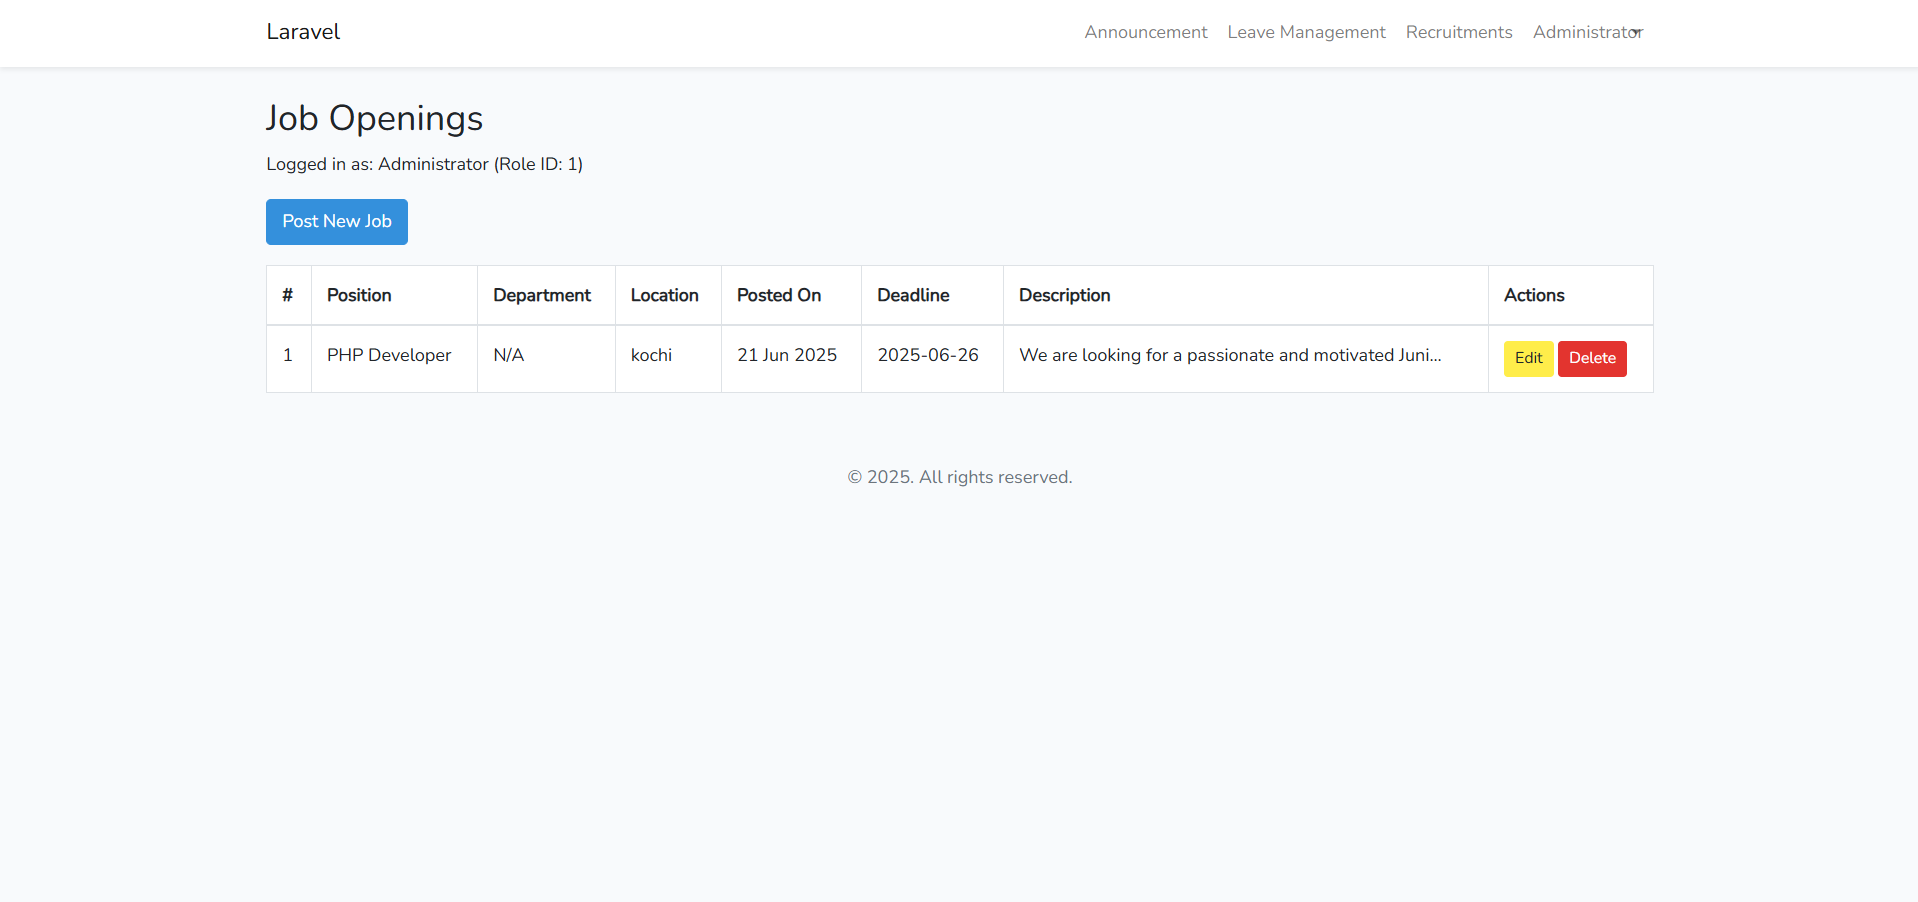 Laravel Announcement Leave Management Recruitments Administrator
Job Openings
Logged in as: Administrator (Role ID: 1)
Post New Job
# Position Department Location Posted On Deadline Description Actions
1 PHP Developer N/A kochi 21 Jun 2025 2025-06-26 We are looking for a passionate and motivated Juni... Edit Delete
© 2025. All rights reserved.